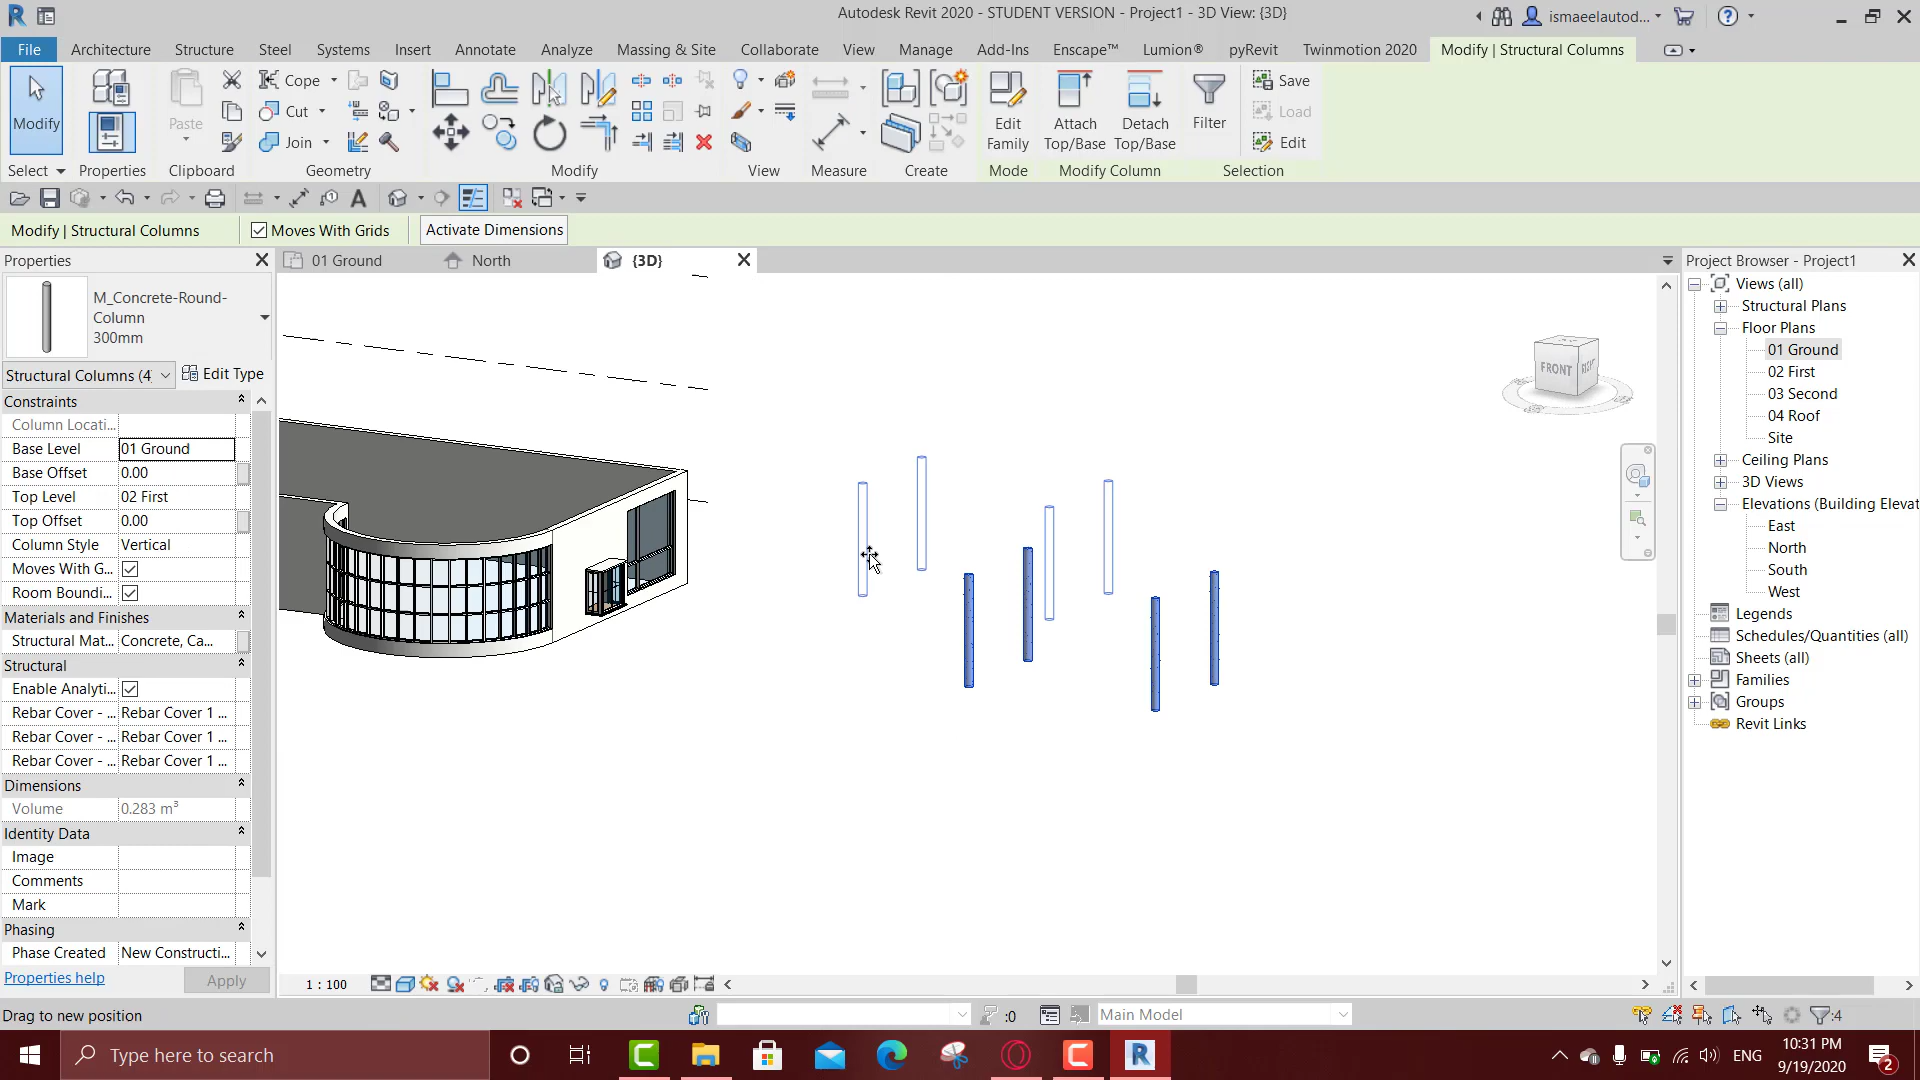 Autodesk Revit 2020 - STUDENT VERSION - Project1 - 3D View: {3D}
ismaeelautod...
File
Architecture
Structure
Steel
Systems
Insert
Annotate
Analyze
Massing & Site
Collaborate
View
Manage
Add-Ins
Enscape™
Lumion®
pyRevit
Twinmotion 2020
Modify | Structural Columns
Modify
Paste
Cope
Cut
Join
Edit
Family
Attach
Top/Base
Detach
Top/Base
Filter
Save
Load
Edit
Select
Properties
Clipboard
Geometry
Modify
View
Measure
Create
Mode
Modify Column
Selection
Modify | Structural Columns
Moves With Grids
Activate Dimensions
Properties
01 Ground
North
{3D}
Project Browser - Project1
M_Concrete-Round-
Column
300mm
Structural Columns (4
Edit Type
Constraints
Column Locati...
Base Level 01 Ground
Base Offset 0.00
Top Level 02 First
Top Offset 0.00
Column Style Vertical
Moves With G...
Room Boundi...
Materials and Finishes
Structural Mat... Concrete, Ca...
Structural
Enable Analyti...
Rebar Cover - ... Rebar Cover 1 ...
Rebar Cover - ... Rebar Cover 1 ...
Rebar Cover - ... Rebar Cover 1 ...
Dimensions
Volume 0.283 m³
Identity Data
Image
Comments
Mark
Phasing
Phase Created New Constructi...
Properties help
Apply
FRONT
RIGHT
Views (all)
Structural Plans
Floor Plans
01 Ground
02 First
03 Second
04 Roof
Site
Ceiling Plans
3D Views
Elevations (Building Elevat
East
North
South
West
Legends
Schedules/Quantities (all)
Sheets (all)
Families
Groups
Revit Links
1 : 100
Drag to new position
:0
Main Model
:4
Type here to search
ENG
10:31 PM
9/19/2020
2